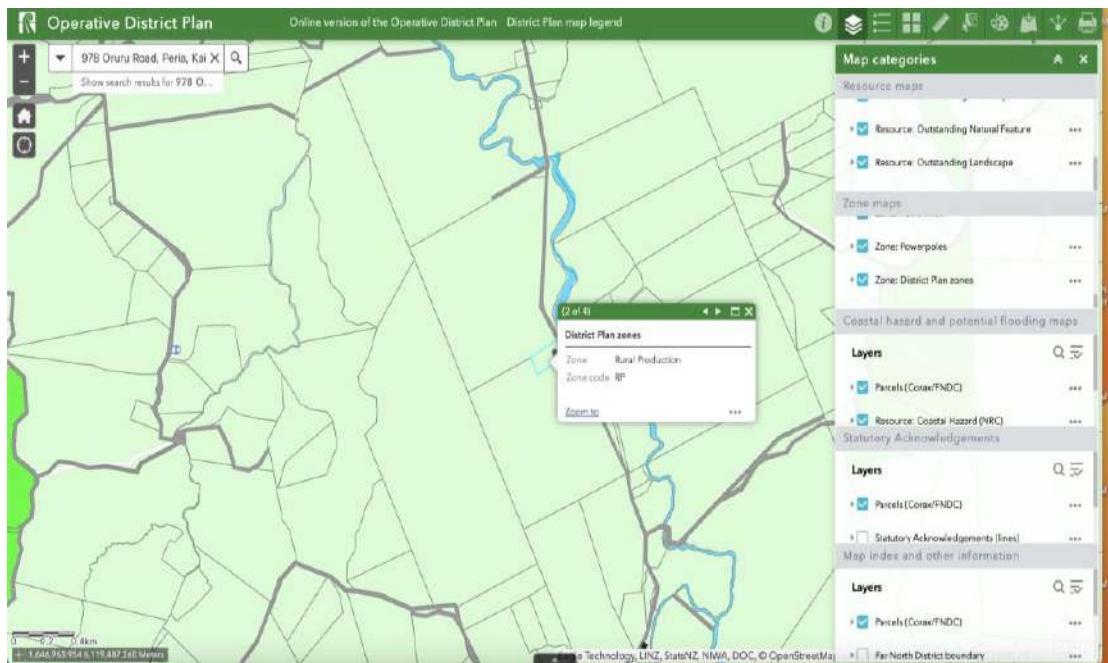 Operative District Plan
Online version of the Operative District Plan District Plan map legend
978 Oruru Road, Peria, Kai
Show search results for 978 O...
Map categories
Resource maps
Resource: Outstanding Natural Feature
Resource: Outstanding Landscape
Zone maps
Zone: Powerpoles
Zone: District Plan zones
Coastal hazard and potential flooding maps
Layers
Parcels (Corax/FNDC)
Resource: Coastal Hazard (NRC)
Statutory Acknowledgements
Layers
Parcels (Corax/FNDC)
Statutory Acknowledgements (lines)
Map index and other information
Layers
Parcels (Corax/FNDC)
Far North District boundary
(2 of 4)
District Plan zones
Zone Rural Production
Zone code RP
Zoom to
0 0.2 0.4km
Technology, LINZ, StatsNZ, NIWA, DOC, © OpenStreetMap